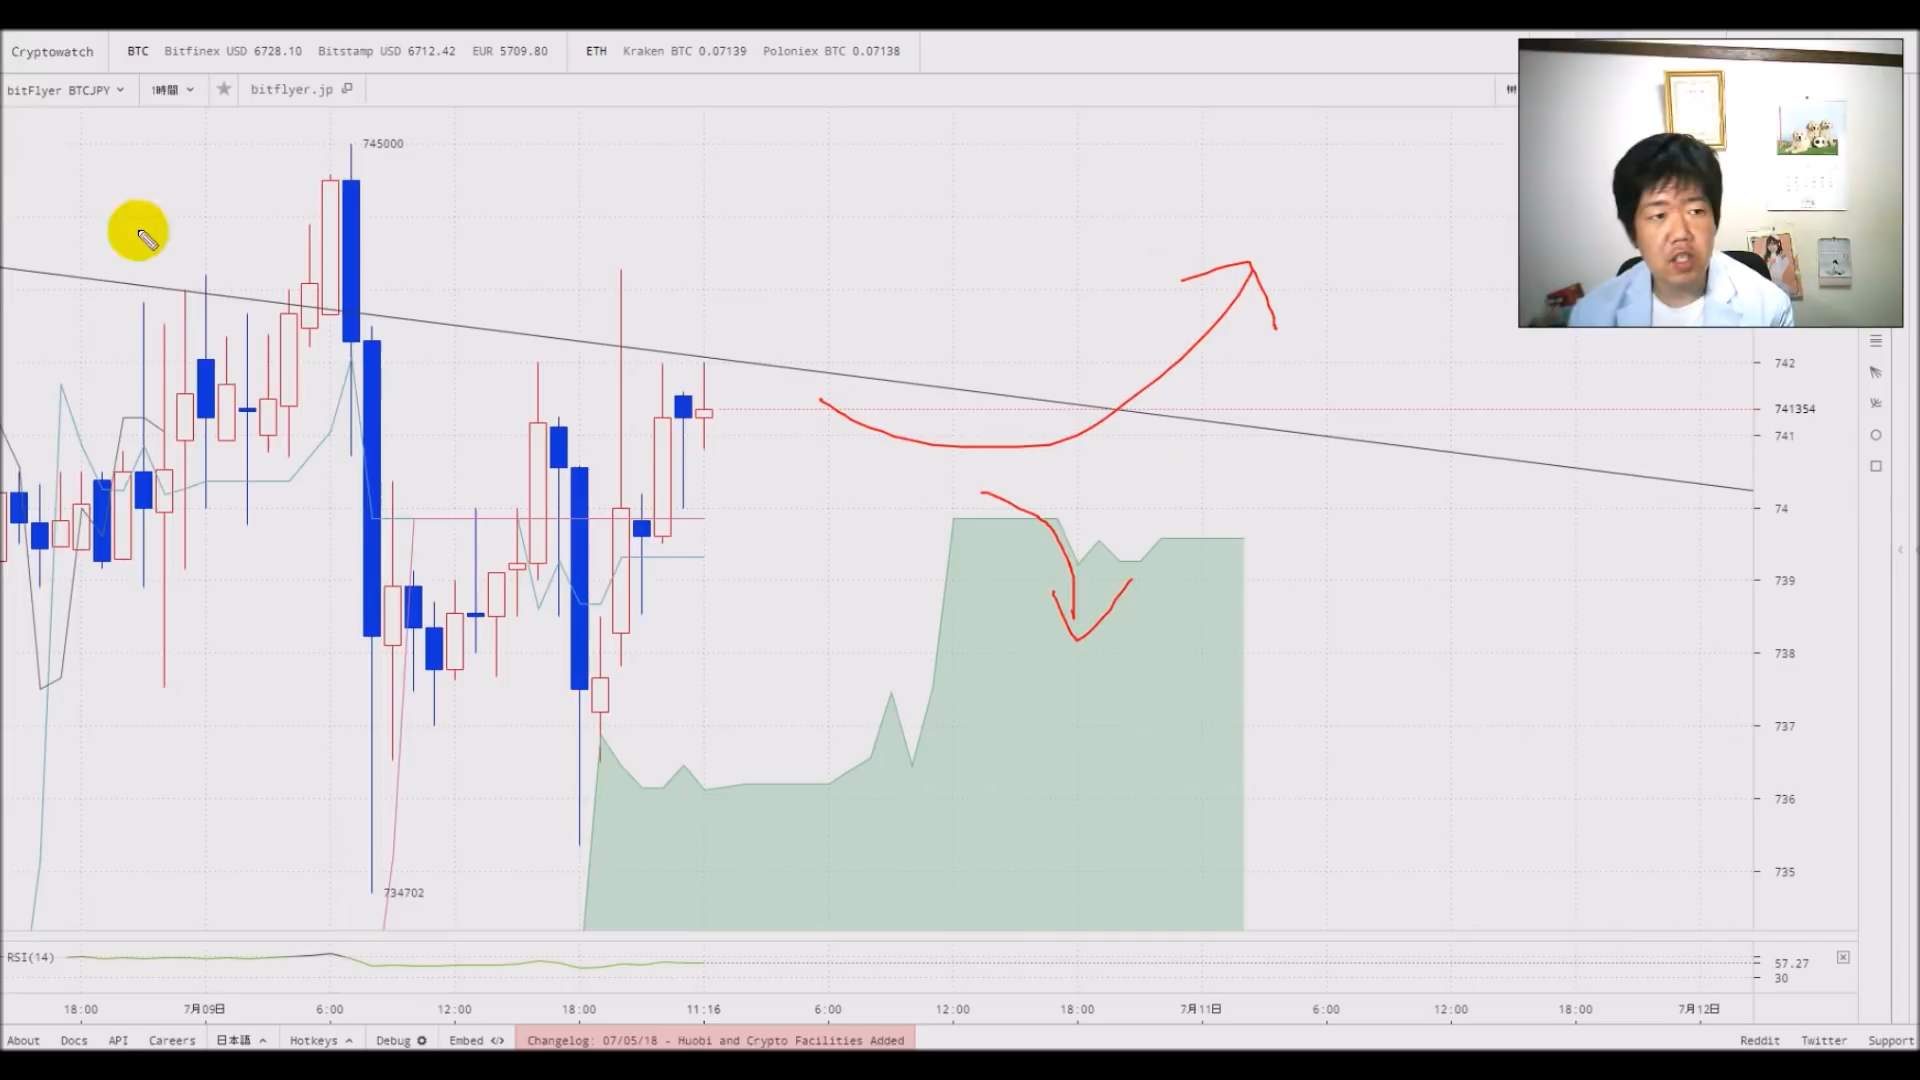 Cryptowatch BTC Bitfinex USD 6728.10 Bitstamp USD 6712.42 EUR 5709.80 ETH Kraken BTC 0.07139 Poloniex BTC 0.07138
bitFlyer BTCJPY 1時間 bitflyer.jp
745000
742
741354
741
74
739
738
737
736
735
734702
RSI(14)
57.27
30
18:00 7月09日 6:00 12:00 18:00 11:16 6:00 12:00 18:00 7月11日 6:00 12:00 18:00 7月12日
About Docs API Careers 日本語 Hotkeys Debug Embed Changelog: 07/05/18 - Huobi and Crypto Facilities Added Reddit Twitter Support